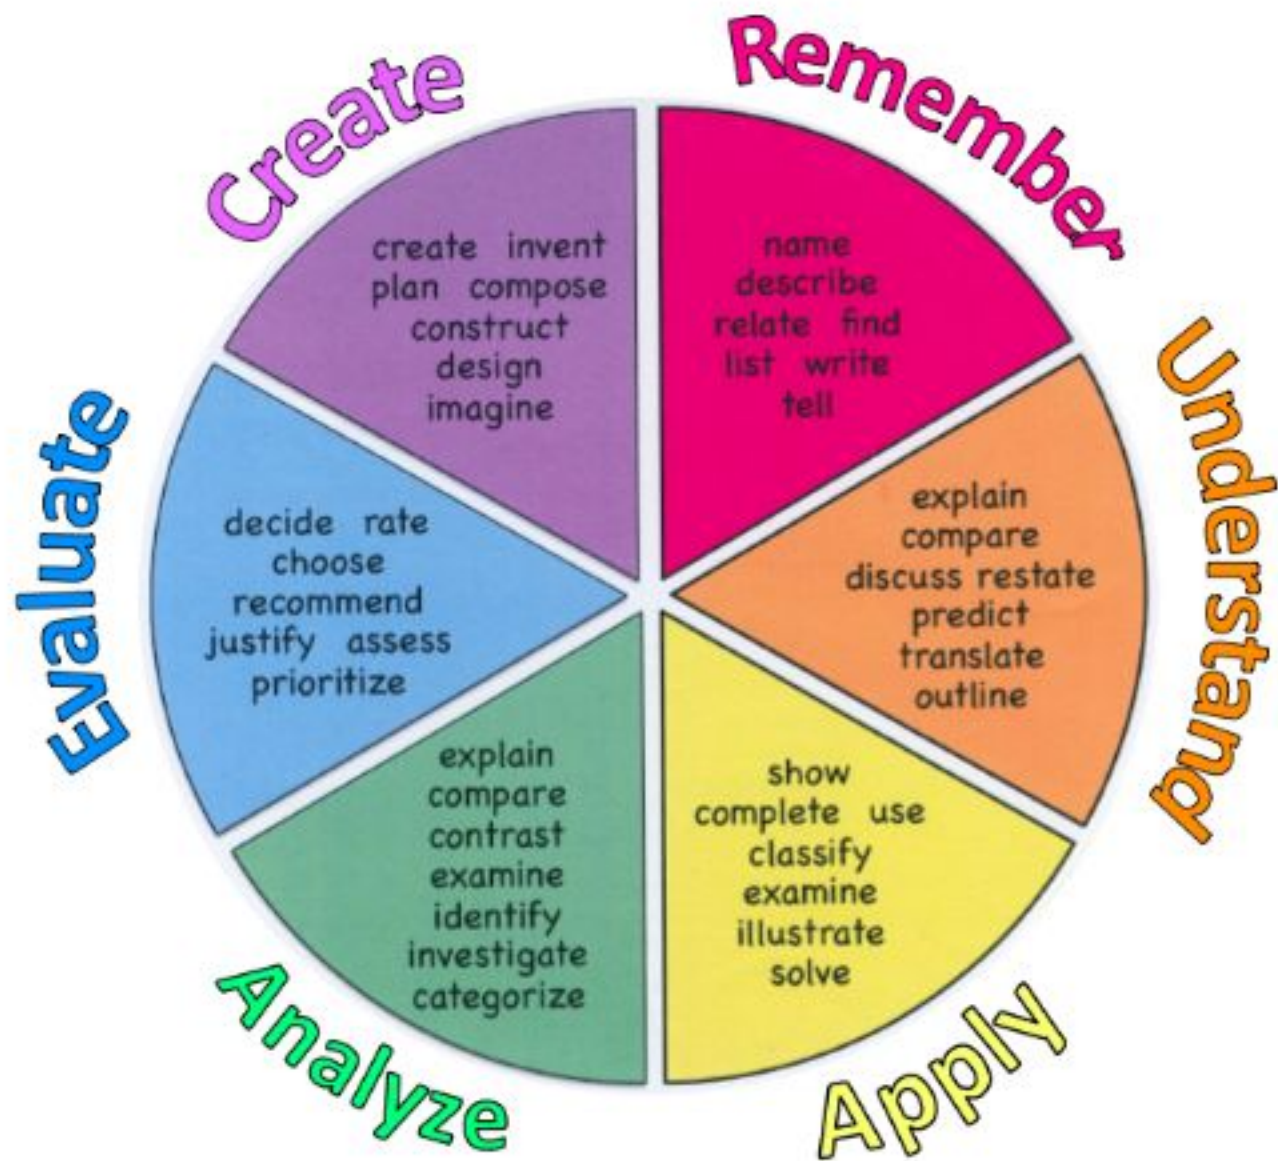 Remember
name
describe
relate find
list write
tell
Understand
explain
compare
discuss restate
predict
translate
outline
Apply
show
complete use
classify
examine
illustrate
solve
Analyze
explain
compare
contrast
examine
identify
investigate
categorize
Evaluate
decide rate
choose
recommend
justify assess
prioritize
Create
create invent
plan compose
construct
design
imagine